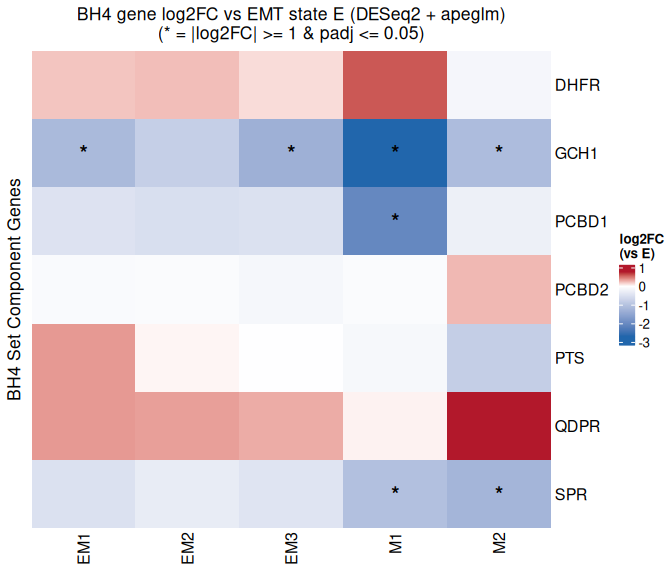 BH4 gene log2FC vs EMT state E (DESeq2 + apeglm)
(* = |log2FC| >= 1 & padj <= 0.05)
BH4 Set Component Genes
DHFR
* * * * GCH1
* PCBD1
PCBD2
PTS
QDPR
* * SPR
EM1 EM2 EM3 M1 M2
log2FC
(vs E)
1
0
-1
-2
-3